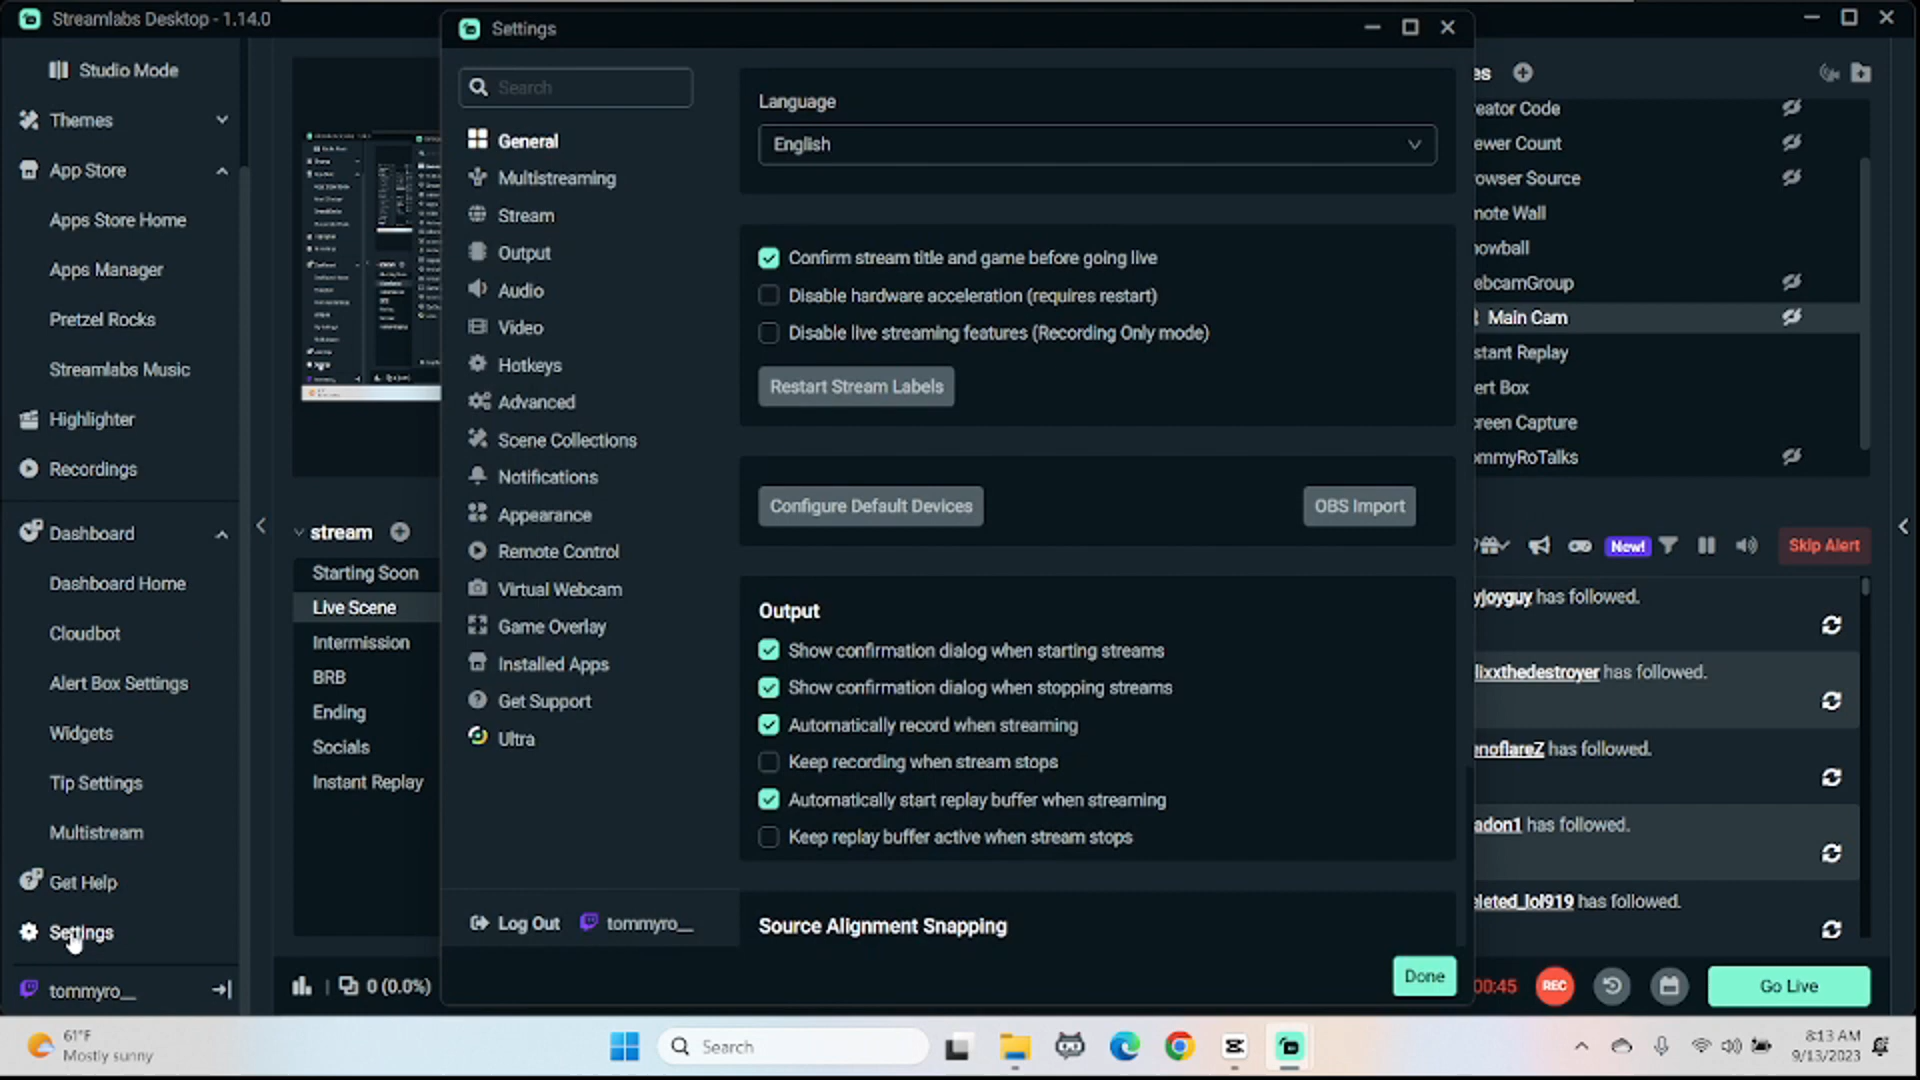 Streamlabs Desktop - 1.14.0
Studio Mode
Themes
App Store
Apps Store Home
Apps Manager
Pretzel Rocks
Streamlabs Music
Highlighter
Recordings
Dashboard
Dashboard Home
Cloudbot
Alert Box Settings
Widgets
Tip Settings
Multistream
Get Help
Settings
tommyro__
stream
Starting Soon
Live Scene
Intermission
BRB
Ending
Socials
Instant Replay
0 (0.0%)
Settings
Search
General
Multistreaming
Stream
Output
Audio
Video
Hotkeys
Advanced
Scene Collections
Notifications
Appearance
Remote Control
Virtual Webcam
Game Overlay
Installed Apps
Get Support
Ultra
Log Out tommyro__
Language
English
Confirm stream title and game before going live
Disable hardware acceleration (requires restart)
Disable live streaming features (Recording Only mode)
Restart Stream Labels
Configure Default Devices
OBS Import
Output
Show confirmation dialog when starting streams
Show confirmation dialog when stopping streams
Automatically record when streaming
Keep recording when stream stops
Automatically start replay buffer when streaming
Keep replay buffer active when stream stops
Source Alignment Snapping
Done
es
eator Code
ewer Count
owser Source
mote Wall
owball
ebcamGroup
Main Cam
stant Replay
ert Box
reen Capture
ommyRoTalks
New!
Skip Alert
yjoyguy has followed.
lixxthedestroyer has followed.
enoflareZ has followed.
adon1 has followed.
eleted_lol919 has followed.
00:45
REC
Go Live
61°F
Mostly sunny
Search
8:13 AM
9/13/2023